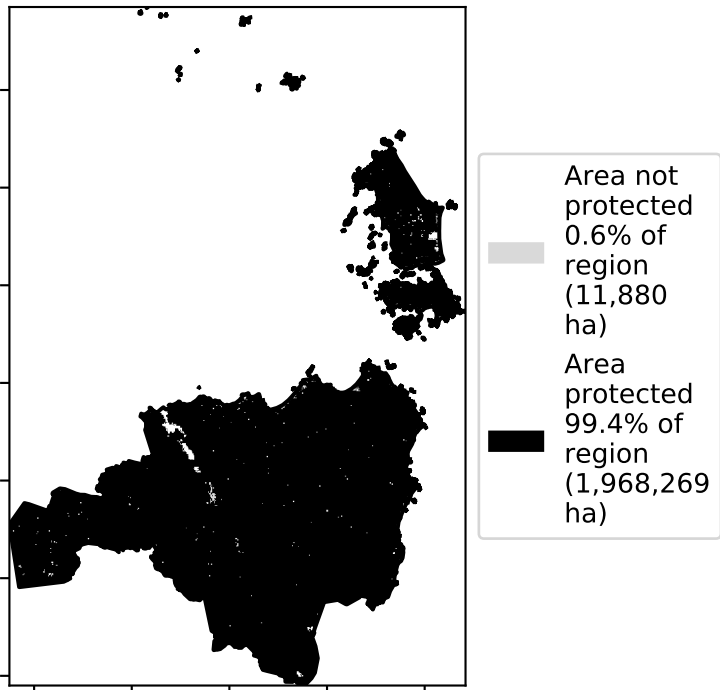 Area not
protected
0.6% of
region
(11,880
ha)
Area
protected
99.4% of
region
(1,968,269
ha)